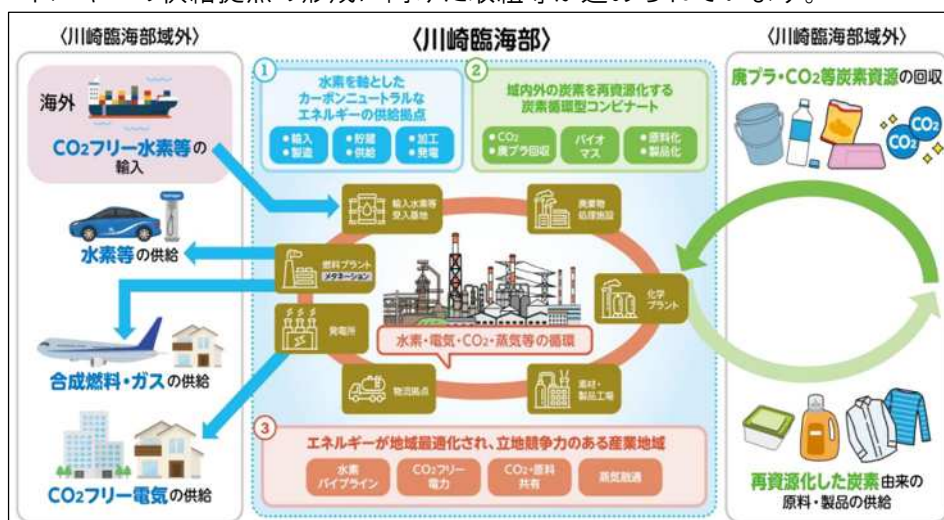 〈川崎臨海部域外〉
海外
CO2フリー水素等の
輸入
水素等の供給
合成燃料・ガスの供給
CO2フリー電気の供給
〈川崎臨海部〉
①
水素を軸とした
カーボンニュートラルな
エネルギーの供給拠点
●輸入
●製造
●貯蔵
●供給
●加工
●発電
②
域内外の炭素を再資源化する
炭素循環型コンビナート
●CO2
●廃プラ回収
バイオ
マス
●原料化
●製品化
輸入水素等
受入基地
廃棄物
処理施設
燃料プラント
メタネーション
化学
プラント
発電所
水素・電気・CO2・蒸気等の循環
物流拠点
素材・
製品工場
③
エネルギーが地域最適化され、立地競争力のある産業地域
水素
パイプライン
CO2フリー
電力
CO2・原料
共有
蒸気融通
〈川崎臨海部域外〉
廃プラ・CO2等炭素資源の回収
CO2
CO2
CO2
再資源化した炭素由来の
原料・製品の供給